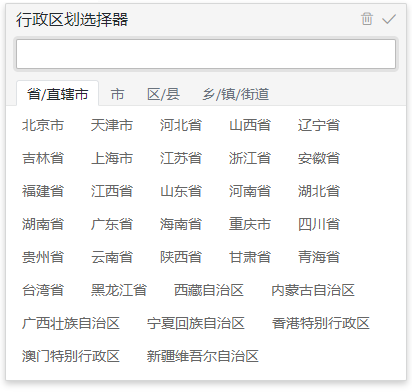 行政区划选择器
省/直辖市 市 区/县 乡/镇/街道
北京市 天津市 河北省 山西省 辽宁省
吉林省 上海市 江苏省 浙江省 安徽省
福建省 江西省 山东省 河南省 湖北省
湖南省 广东省 海南省 重庆市 四川省
贵州省 云南省 陕西省 甘肃省 青海省
台湾省 黑龙江省 西藏自治区 内蒙古自治区
广西壮族自治区 宁夏回族自治区 香港特别行政区
澳门特别行政区 新疆维吾尔自治区